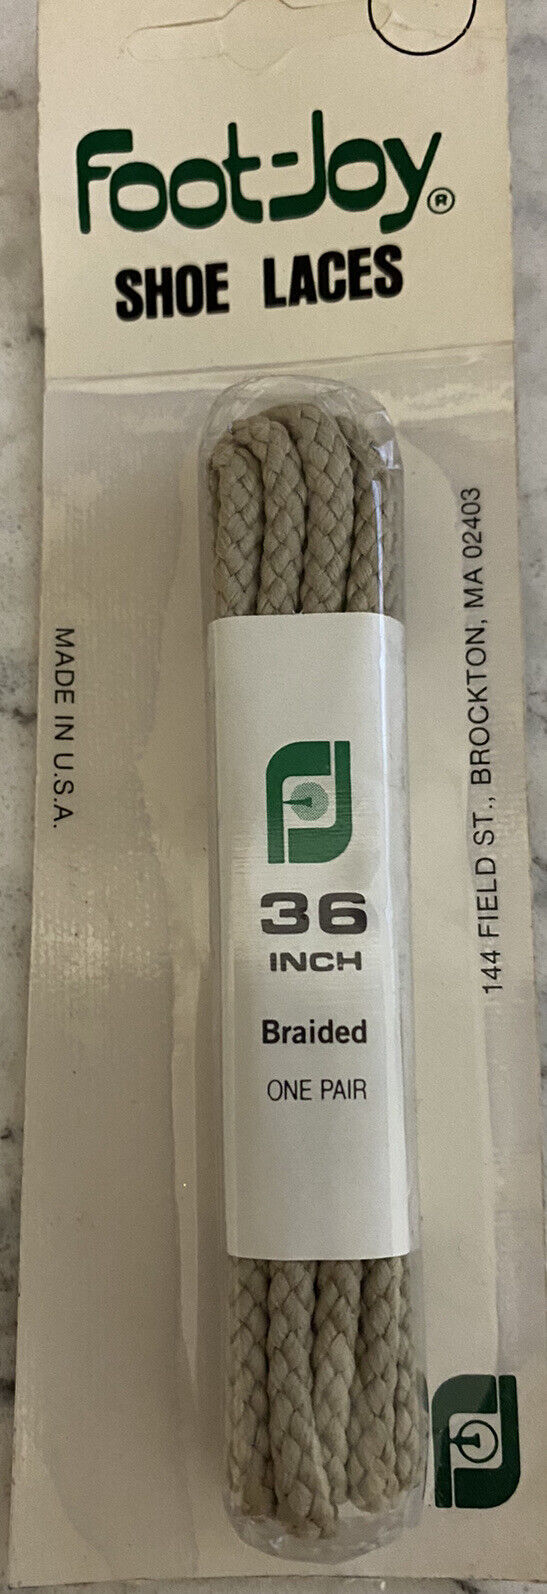 Foot-Joy®
SHOE LACES
MADE IN U.S.A.
144 FIELD ST., BROCKTON, MA 02403
FJ
36
INCH
Braided
ONE PAIR
FJ